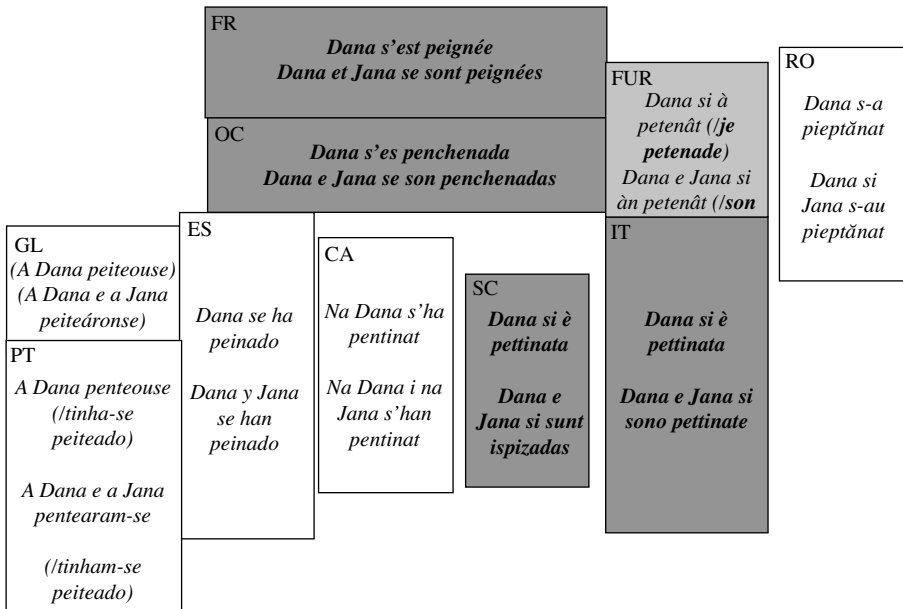 FR
Dana s’est peignée
Dana et Jana se sont peignées
OC
Dana s’es penchenada
Dana e Jana se son penchenadas
FUR
Dana si à
petenât (/je
petenade)
Dana e Jana si
àn petenât (/son
RO
Dana s-a
pieptănat
Dana si
Jana s-au
pieptănat
GL
(A Dana peiteouse)
(A Dana e a Jana
peiteáronse)
PT
A Dana penteouse
(/tinha-se
peiteado)
A Dana e a Jana
pentearam-se
(/tinham-se
peiteado)
ES
Dana se ha
peinado
Dana y Jana
se han
peinado
CA
Na Dana s’ha
pentinat
Na Dana i na
Jana s’han
pentinat
SC
Dana si è
pettinata
Dana e
Jana si sunt
ispizadas
IT
Dana si è
pettinata
Dana e Jana si
sono pettinate